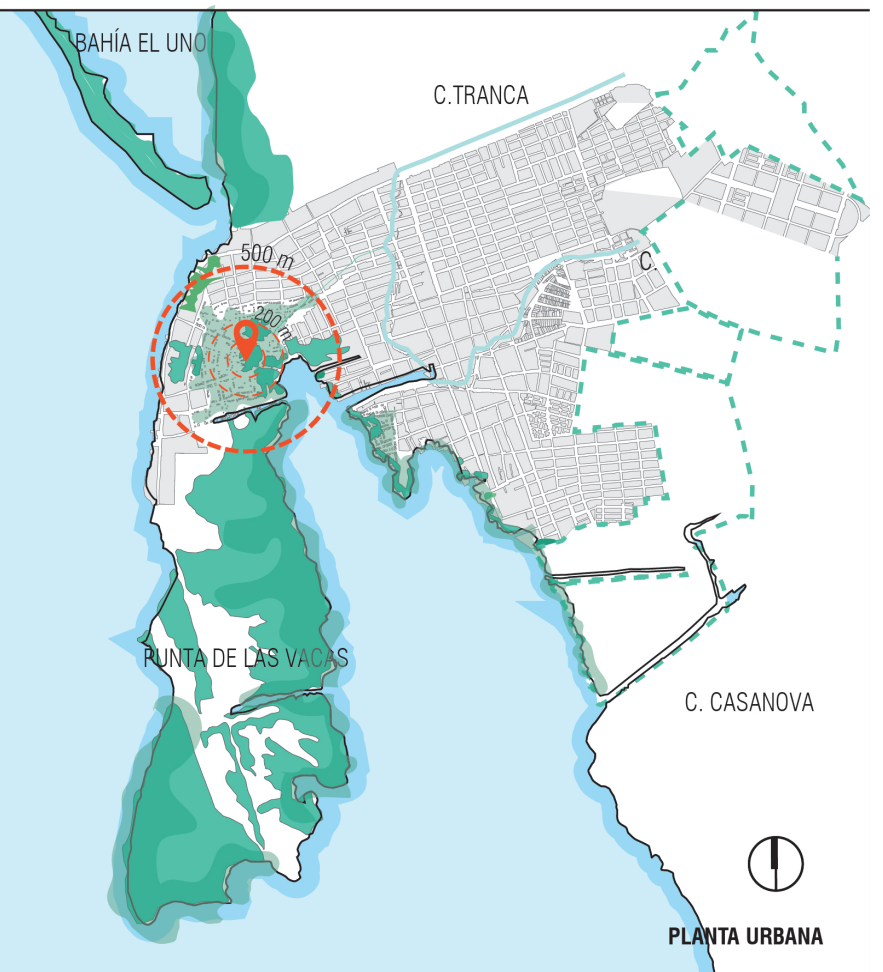 BAHÍA EL UNO
C.TRANCA
500 m
C.
200 m
PUNTA DE LAS VACAS
C. CASANOVA
PLANTA URBANA